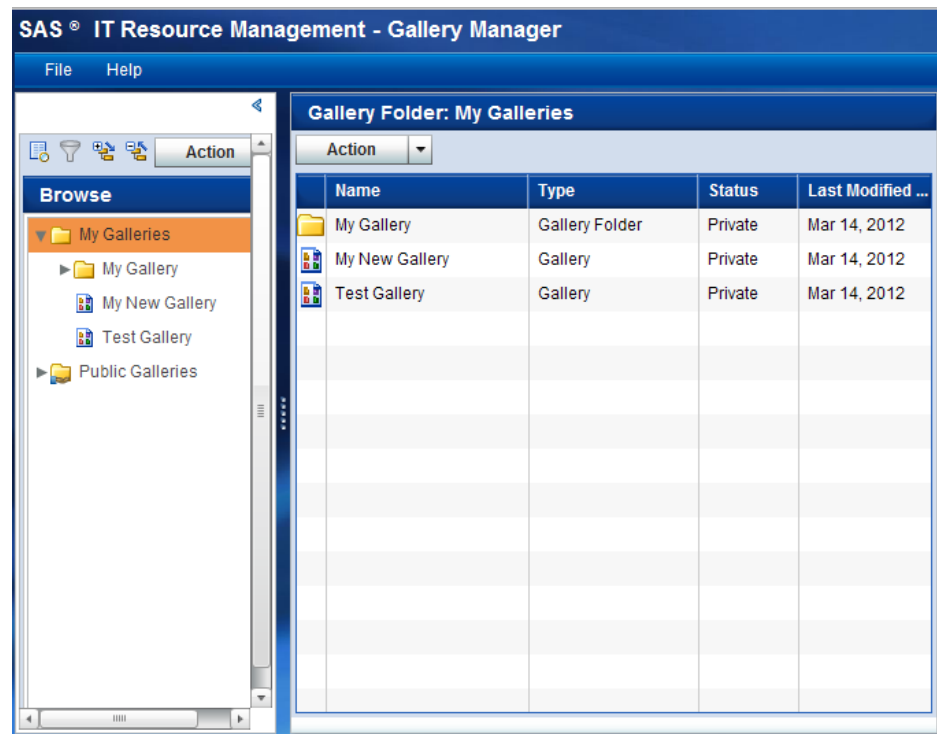 SAS ® IT Resource Management - Gallery Manager
File Help
Action
Browse
My Galleries
My Gallery
My New Gallery
Test Gallery
Public Galleries
Gallery Folder: My Galleries
Action
Name Type Status Last Modified ...
My Gallery Gallery Folder Private Mar 14, 2012
My New Gallery Gallery Private Mar 14, 2012
Test Gallery Gallery Private Mar 14, 2012